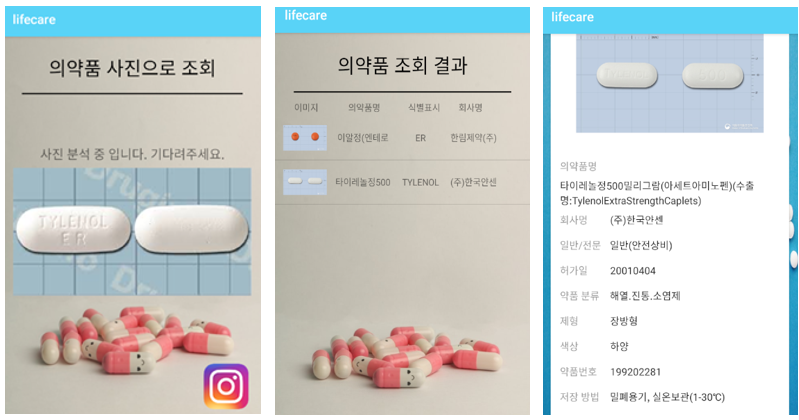 lifecare
의약품 사진으로 조회
사진 분석 중 입니다. 기다려주세요.
TYLENOL
E R
lifecare
의약품 조회 결과
이미지 의약품명 식별표시 회사명
이알정(엔테로 ER 한림제약(주)
타이레놀정500 TYLENOL (주)한국얀센
lifecare
의약품명
타이레놀정500밀리그람(아세트아미노펜)(수출
명:TylenolExtraStrengthCaplets)
회사명 (주)한국얀센
일반/전문 일반(안전상비)
허가일 20010404
약품 분류 해열.진통.소염제
제형 장방형
색상 하양
약품번호 199202281
저장 방법 밀폐용기, 실온보관(1-30℃)